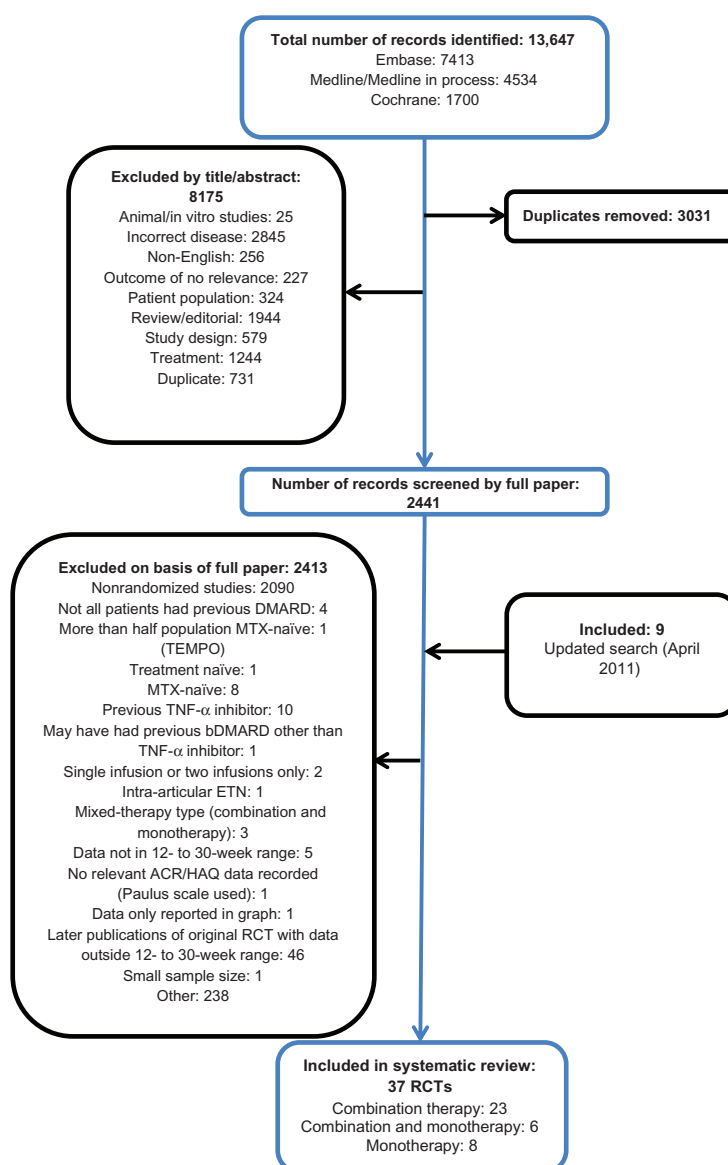 Total number of records identified: 13,647
Embase: 7413
Medline/Medline in process: 4534
Cochrane: 1700
Excluded by title/abstract:
8175
Animal/in vitro studies: 25
Incorrect disease: 2845
Non-English: 256
Outcome of no relevance: 227
Patient population: 324
Review/editorial: 1944
Study design: 579
Treatment: 1244
Duplicate: 731
Duplicates removed: 3031
Number of records screened by full paper:
2441
Excluded on basis of full paper: 2413
Nonrandomized studies: 2090
Not all patients had previous DMARD: 4
More than half population MTX-naïve: 1
(TEMPO)
Treatment naïve: 1
MTX-naïve: 8
Previous TNF-α inhibitor: 10
May have had previous bDMARD other than
TNF-α inhibitor: 1
Single infusion or two infusions only: 2
Intra-articular ETN: 1
Mixed-therapy type (combination and
monotherapy): 3
Data not in 12- to 30-week range: 5
No relevant ACR/HAQ data recorded
(Paulus scale used): 1
Data only reported in graph: 1
Later publications of original RCT with data
outside 12- to 30-week range: 46
Small sample size: 1
Other: 238
Included: 9
Updated search (April
2011)
Included in systematic review:
37 RCTs
Combination therapy: 23
Combination and monotherapy: 6
Monotherapy: 8